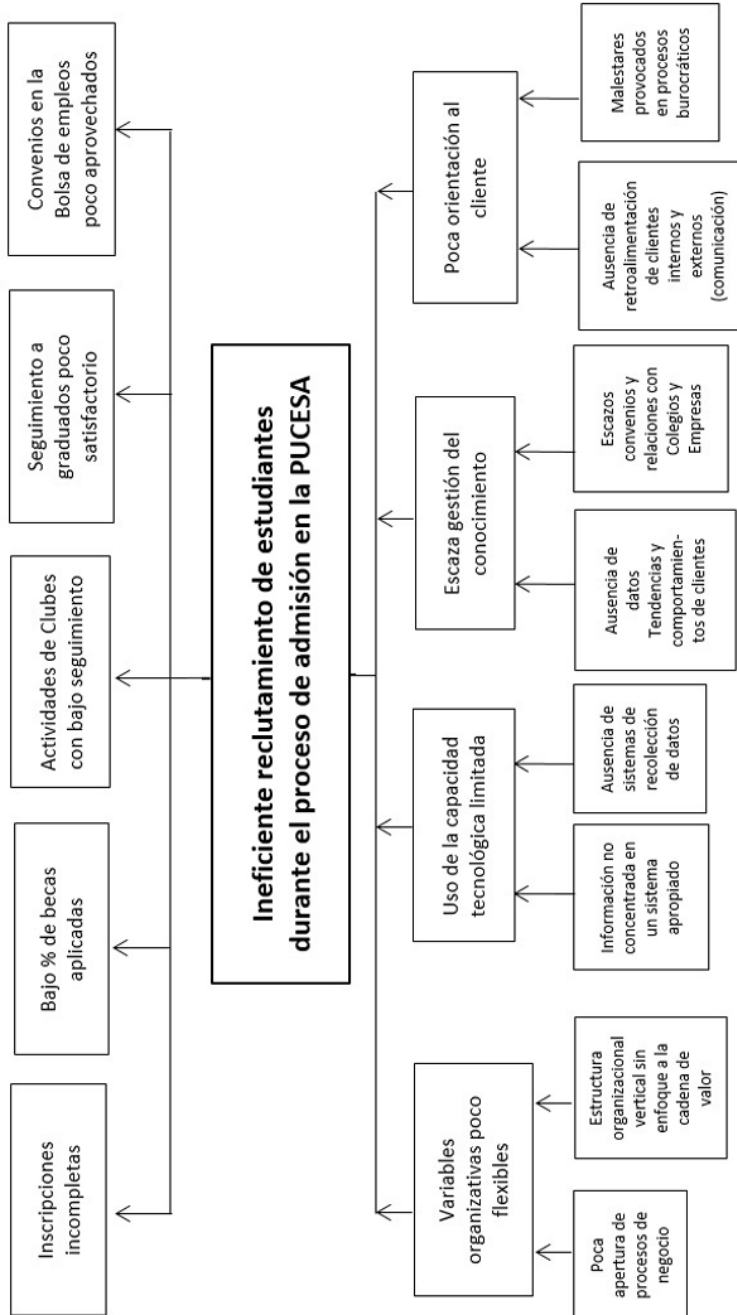 Inscripciones
incompletas
Bajo % de becas
aplicadas
Actividades de Clubes
con bajo seguimiento
Seguimiento a
graduados poco
satisfactorio
Convenios en la
Bolsa de empleos
poco aprovechados
Ineficiente reclutamiento de estudiantes
durante el proceso de admisión en la PUCESA
Variables
organizativas poco
flexibles
Uso de la capacidad
tecnológica limitada
Escaza gestión del
conocimiento
Poca orientación al
cliente
Poca
apertura de
procesos de
negocio
Estructura
organizacional
vertical sin
enfoque a la
cadena de
valor
Información no
concentrada en
un sistema
apropiado
Ausencia de
sistemas de
recolección
de datos
Ausencia de
datos
Tendencias y
comportamien-
tos de clientes
Escazos
convenios y
relaciones con
Colegios y
Empresas
Ausencia de
retroalimentación
de clientes
internos y
externos
(comunicación)
Malestares
provocados
en procesos
burocráticos